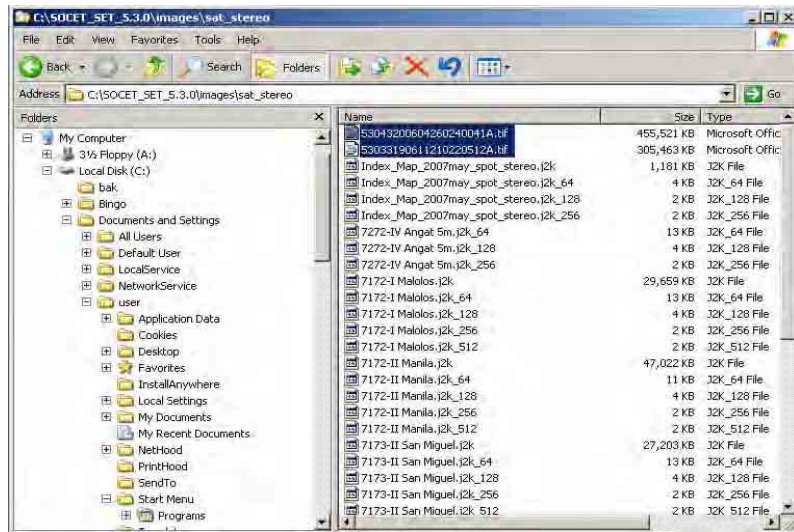 C:\SOCET_SET_5.3.0\images\sat_stereo
File Edit View Favorites Tools Help
Back Search Folders
Address C:\SOCET_SET_5.3.0\images\sat_stereo Go
Folders
My Computer
3½ Floppy (A:)
Local Disk (C:)
bak
Bingo
Documents and Settings
All Users
Default User
LocalService
NetworkService
user
Application Data
Cookies
Desktop
Favorites
InstallAnywhere
Local Settings
My Documents
My Recent Documents
NetHood
PrintHood
SendTo
Start Menu
Programs
Name Size Type
53043200604260240041A.tif 455,521 KB Microsoft Offic
53033190611210220512A.tif 305,463 KB Microsoft Offic
Index_Map_2007may_spot_stereo.j2k 1,181 KB J2K File
Index_Map_2007may_spot_stereo.j2k_64 4 KB J2K_64 File
Index_Map_2007may_spot_stereo.j2k_128 2 KB J2K_128 File
Index_Map_2007may_spot_stereo.j2k_256 2 KB J2K_256 File
7272-IV Angat 5m.j2k_64 13 KB J2K_64 File
7272-IV Angat 5m.j2k_128 4 KB J2K_128 File
7272-IV Angat 5m.j2k_256 2 KB J2K_256 File
7172-I Malolos.j2k 29,659 KB J2K File
7172-I Malolos.j2k_64 13 KB J2K_64 File
7172-I Malolos.j2k_128 4 KB J2K_128 File
7172-I Malolos.j2k_256 2 KB J2K_256 File
7172-I Malolos.j2k_512 2 KB J2K_512 File
7172-II Manila.j2k 47,022 KB J2K File
7172-II Manila.j2k_64 11 KB J2K_64 File
7172-II Manila.j2k_128 4 KB J2K_128 File
7172-II Manila.j2k_256 2 KB J2K_256 File
7172-II Manila.j2k_512 2 KB J2K_512 File
7173-II San Miguel.j2k 27,203 KB J2K File
7173-II San Miguel.j2k_64 13 KB J2K_64 File
7173-II San Miguel.j2k_128 4 KB J2K_128 File
7173-II San Miguel.j2k_256 2 KB J2K_256 File
7173-II San Miguel.j2k_512 2 KB J2K_512 File